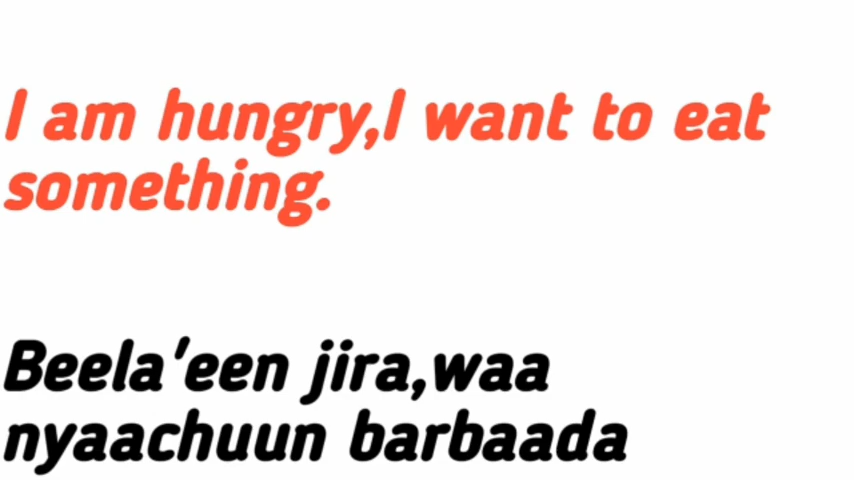 I am hungry,I want to eat
something.
Beela'een jira,waa
nyaachuun barbaada